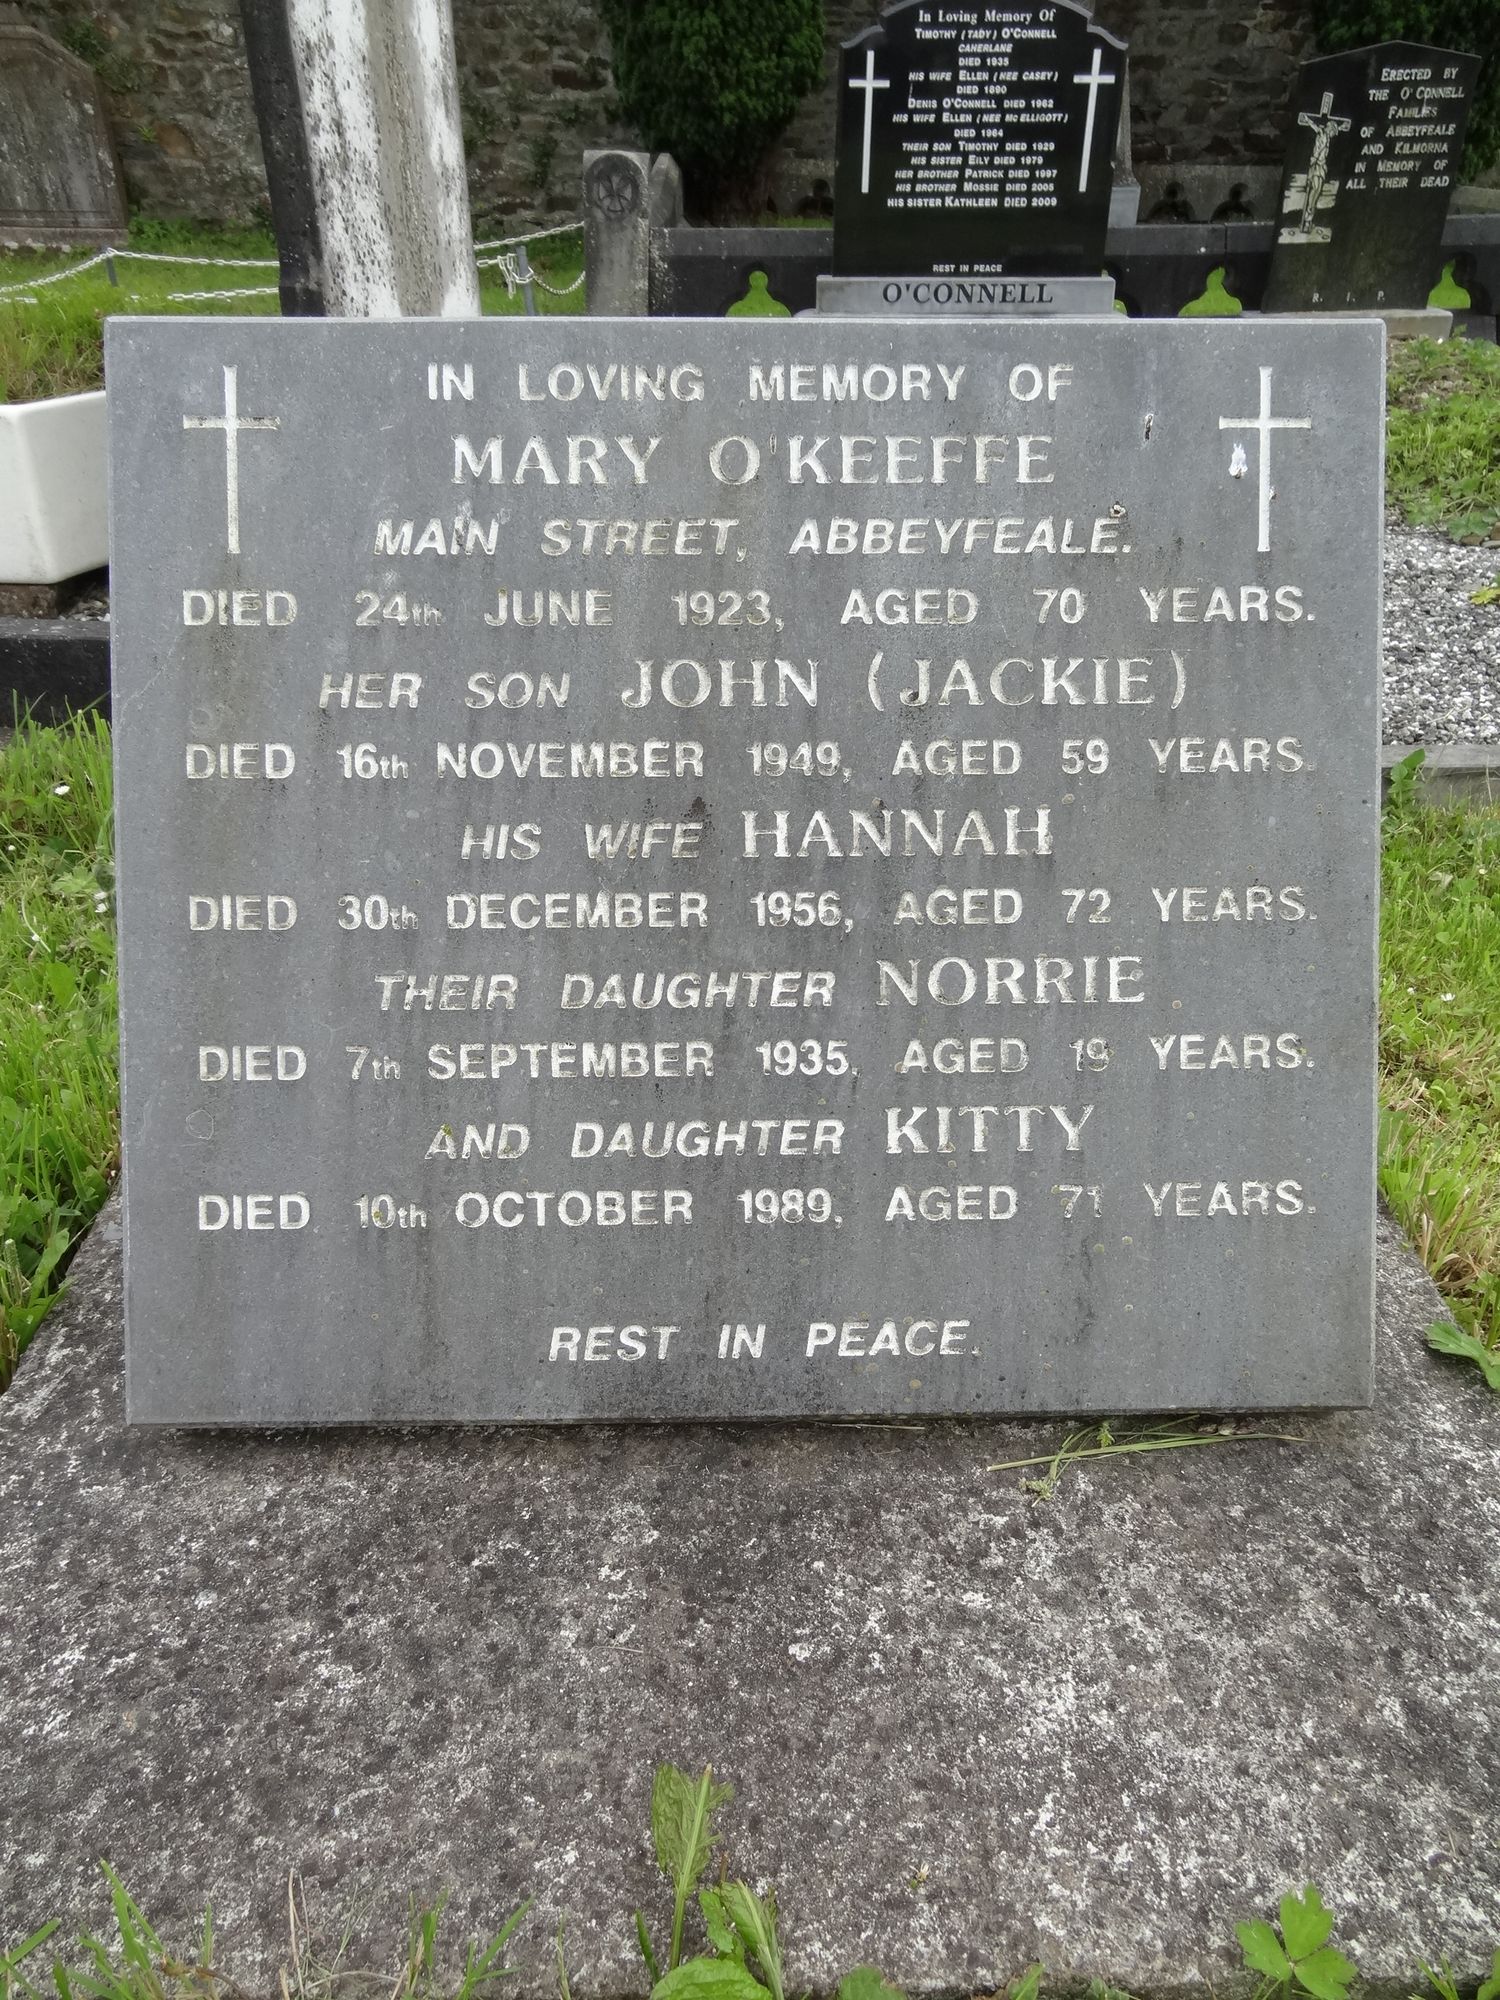 In Loving Memory Of
TIMOTHY (TADY) O'CONNELL
CAHERLANE
DIED 1935
HIS WIFE ELLEN (NEE CASEY)
DIED 1890
DENIS O'CONNELL DIED 1962
HIS WIFE ELLEN (NEE MC ELLIGOTT)
DIED 1964
THEIR SON TIMOTHY DIED 1929
HIS SISTER EILY DIED 1979
HER BROTHER PATRICK DIED 1997
HIS BROTHER MOSSIE DIED 2005
HIS SISTER KATHLEEN DIED 2009
REST IN PEACE
O'CONNELL
ERECTED BY
THE O'CONNELL
FAMILIES
OF ABBEYFEALE
AND KILMORNA
IN MEMORY OF
ALL THEIR DEAD
R. I. P.
IN LOVING MEMORY OF
MARY O'KEEFFE
MAIN STREET, ABBEYFEALE.
DIED 24th JUNE 1923, AGED 70 YEARS.
HER SON JOHN (JACKIE)
DIED 16th NOVEMBER 1949, AGED 59 YEARS.
HIS WIFE HANNAH
DIED 30th DECEMBER 1956, AGED 72 YEARS.
THEIR DAUGHTER NORRIE
DIED 7th SEPTEMBER 1935, AGED 19 YEARS.
AND DAUGHTER KITTY
DIED 10th OCTOBER 1989, AGED 71 YEARS.
REST IN PEACE.